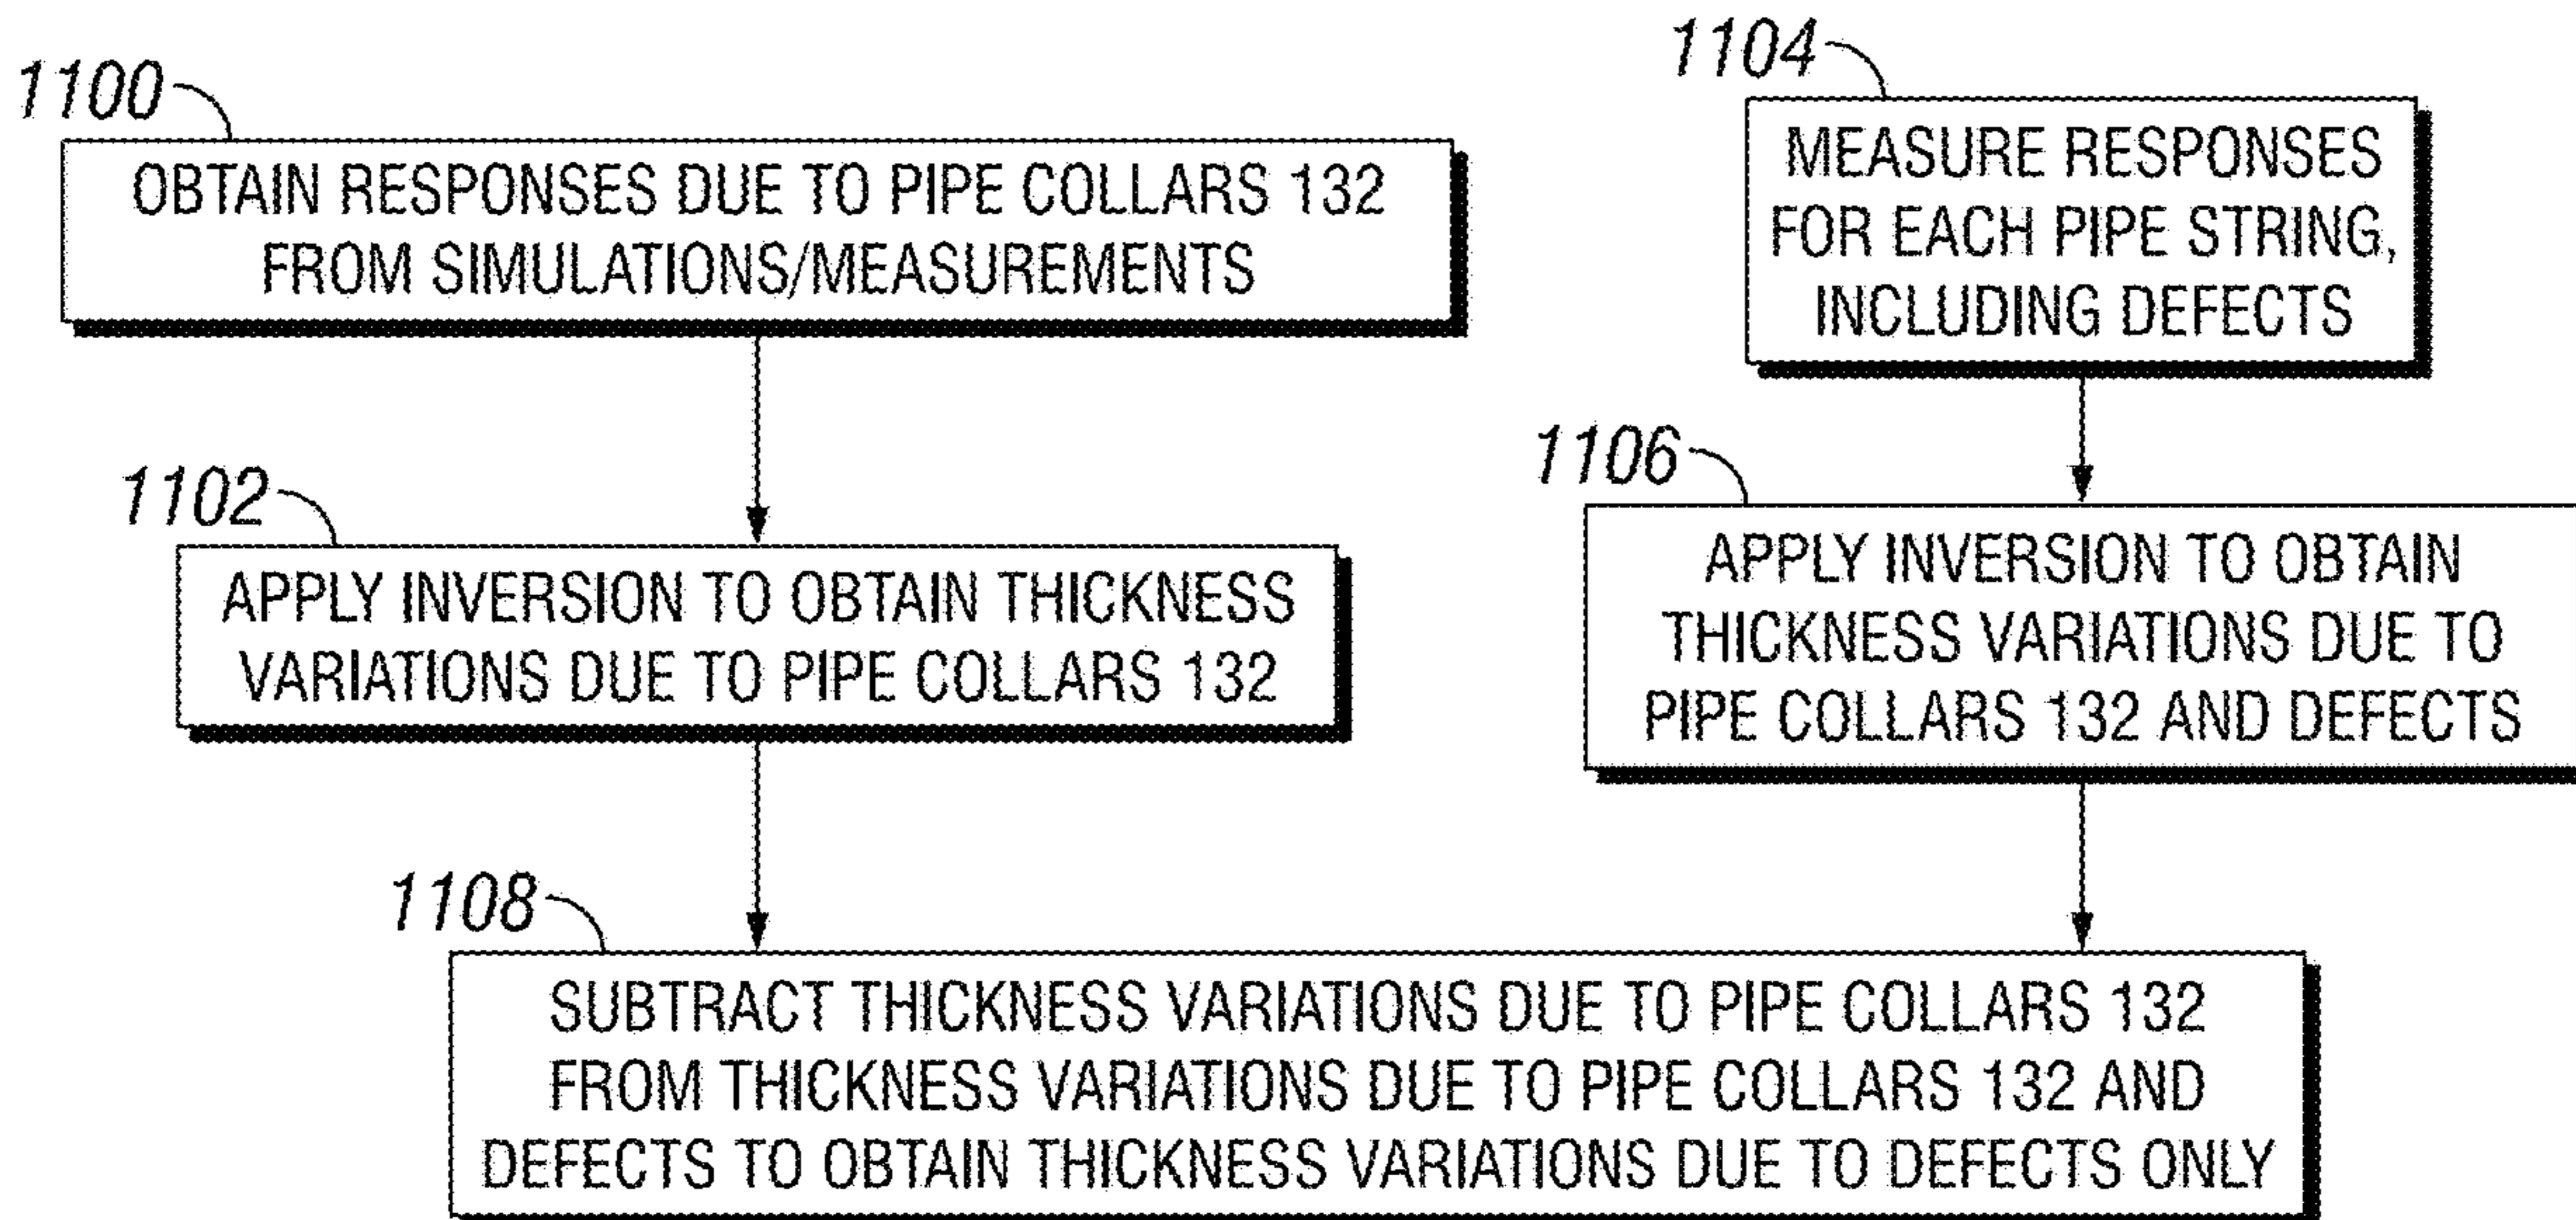 1100
OBTAIN RESPONSES DUE TO PIPE COLLARS 132
FROM SIMULATIONS/MEASUREMENTS
1102
APPLY INVERSION TO OBTAIN THICKNESS
VARIATIONS DUE TO PIPE COLLARS 132
1104
MEASURE RESPONSES
FOR EACH PIPE STRING,
INCLUDING DEFECTS
1106
APPLY INVERSION TO OBTAIN
THICKNESS VARIATIONS DUE TO
PIPE COLLARS 132 AND DEFECTS
1108
SUBTRACT THICKNESS VARIATIONS DUE TO PIPE COLLARS 132
FROM THICKNESS VARIATIONS DUE TO PIPE COLLARS 132 AND
DEFECTS TO OBTAIN THICKNESS VARIATIONS DUE TO DEFECTS ONLY